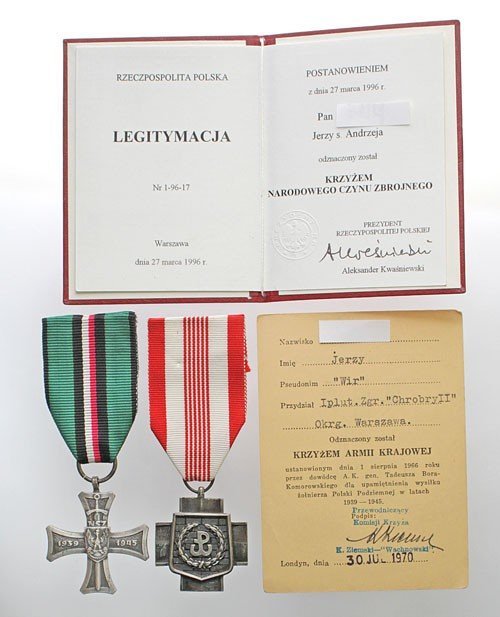 RZECZPOSPOLITA POLSKA
LEGITYMACJA
Nr 1-96-17
Warszawa
dnia 27 marca 1996 r.
POSTANOWIENIEM
z dnia 27 marca 1996 r.
Pan
Jerzy s. Andrzeja
odznaczony został
KRZYŻEM
NARODOWEGO CZYNU ZBROJNEGO
PREZYDENT
RZECZYPOSPOLITEJ POLSKIEJ
Aleksander Kwaśniewski
NSZ
1939 1945
Nazwisko
Imię Jerzy
Pseudonim "Wir"
Przydział Iplut.Zgr."ChrobryII"
Okrg. Warszawa.
Odznaczony został
KRZYŻEM ARMII KRAJOWEJ
ustanowionym dnia 1 sierpnia 1966 roku
przez dowódcę A.K. gen. Tadeusza Bora-
Komorowskiego dla upamiętnienia wysiłku
żołnierza Polski Podziemnej w latach
1939 — 1945.
Przewodniczący
Podpis:
Komisji Krzyża
K. Ziemski-"Wachnowski"
Londyn, dnia 30 JUL 1970